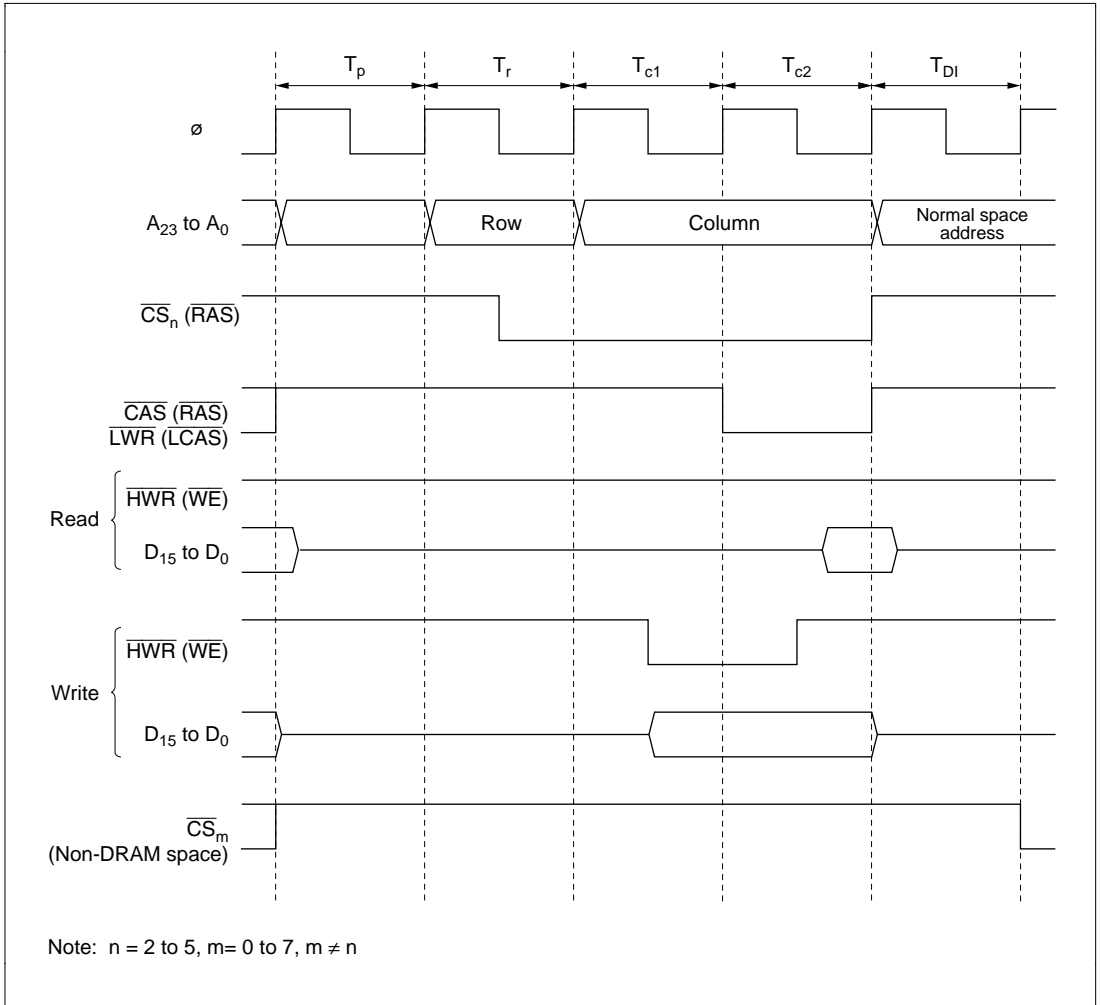 Tp Tr Tc1 Tc2 TDI
ø
A23 to A0 Row Column Normal space
address
CSn (RAS)
CAS (RAS)
LWR (LCAS)
Read
HWR (WE)
D15 to D0
Write
HWR (WE)
D15 to D0
CSm
(Non-DRAM space)
Note: n = 2 to 5, m= 0 to 7, m ≠ n